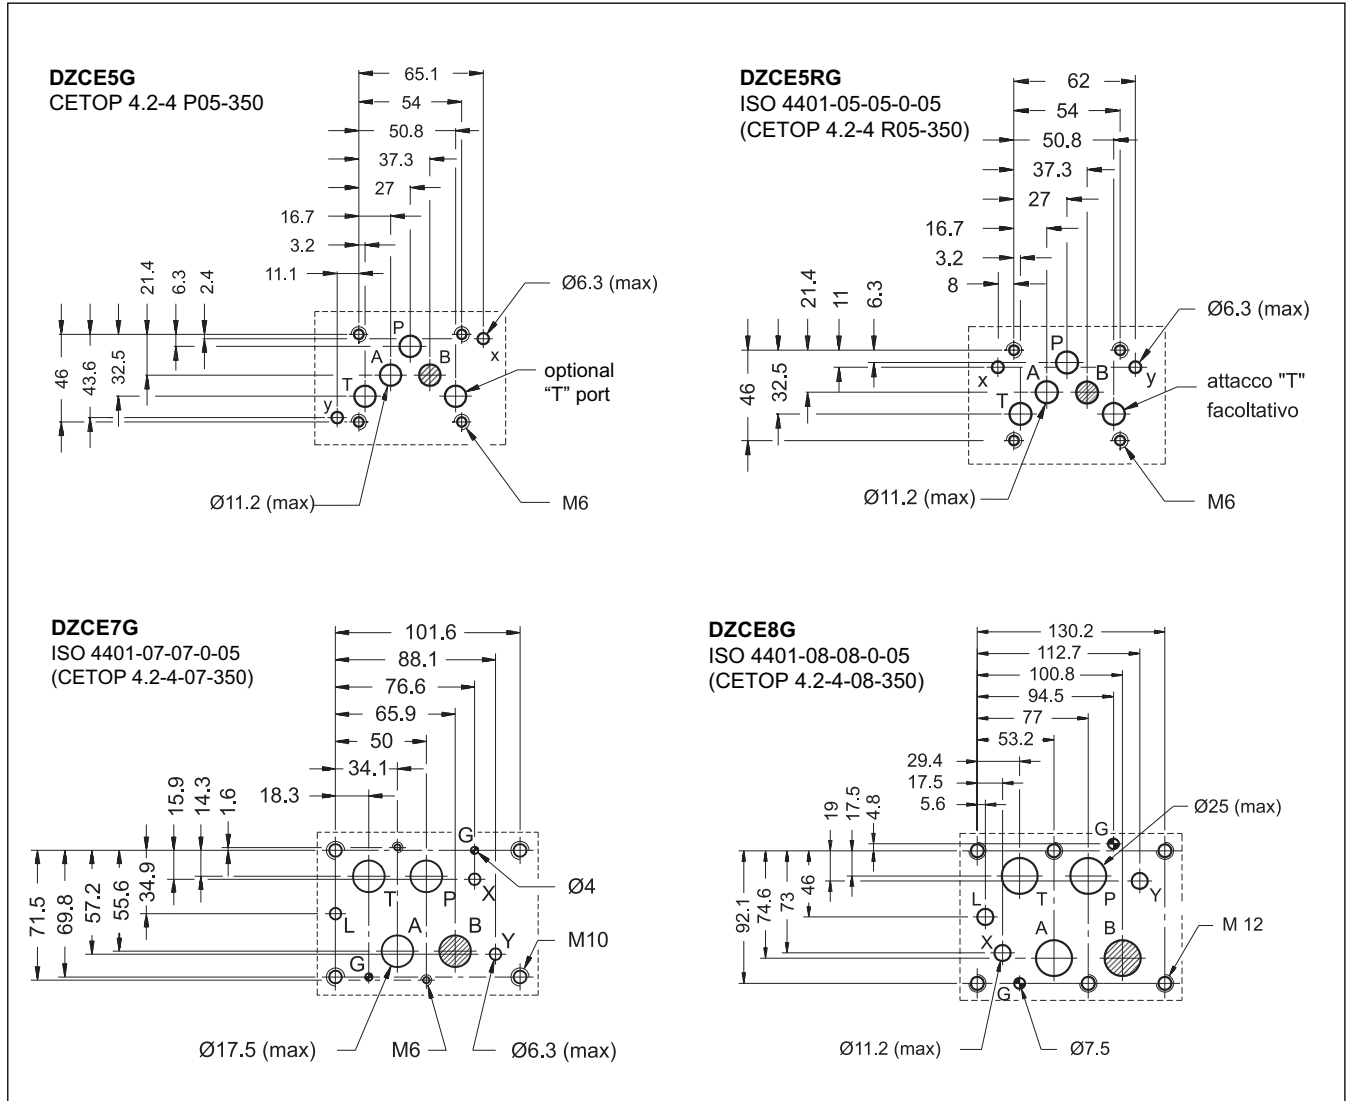 DZCE5G
CETOP 4.2-4 P05-350
65.1
54
50.8
37.3
27
16.7
3.2
11.1
21.4
6.3
2.4
46
43.6
32.5
Ø6.3 (max)
P
x
A
B
T
y
optional
“T” port
Ø11.2 (max)
M6
DZCE5RG
ISO 4401-05-05-0-05
(CETOP 4.2-4 R05-350)
62
54
50.8
37.3
27
16.7
3.2
8
21.4
11
6.3
46
32.5
Ø6.3 (max)
P
x
A
B
y
T
attacco "T"
facoltativo
Ø11.2 (max)
M6
DZCE7G
ISO 4401-07-07-0-05
(CETOP 4.2-4-07-350)
101.6
88.1
76.6
65.9
50
34.1
18.3
15.9
14.3
1.6
71.5
69.8
57.2
55.6
34.9
G
Ø4
T
P
X
L
A
B
Y
M10
G
Ø17.5 (max)
M6
Ø6.3 (max)
DZCE8G
ISO 4401-08-08-0-05
(CETOP 4.2-4-08-350)
130.2
112.7
100.8
94.5
77
53.2
29.4
17.5
5.6
19
17.5
4.8
92.1
74.6
73
46
Ø25 (max)
G
T
P
Y
L
A
B
X
M 12
G
Ø11.2 (max)
Ø7.5